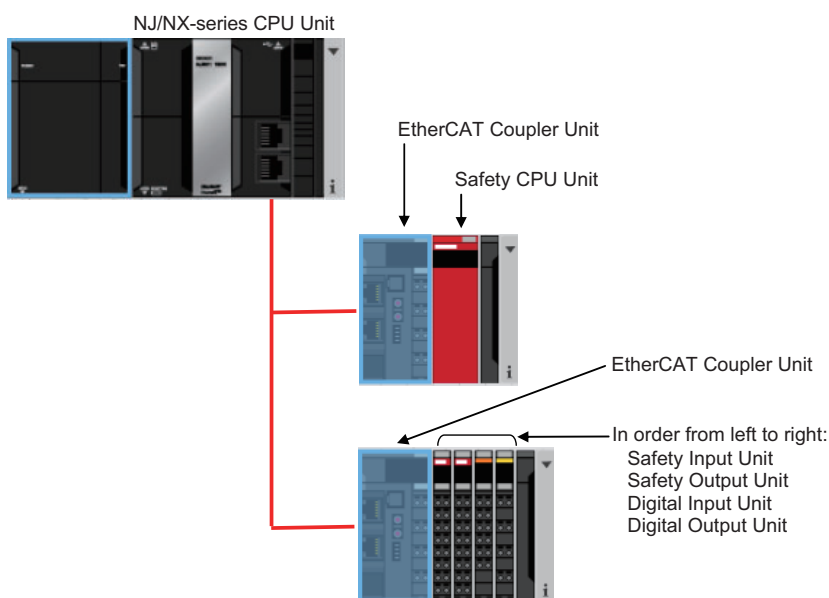 NJ/NX-series CPU Unit
EtherCAT Coupler Unit
Safety CPU Unit
EtherCAT Coupler Unit
In order from left to right:
Safety Input Unit
Safety Output Unit
Digital Input Unit
Digital Output Unit